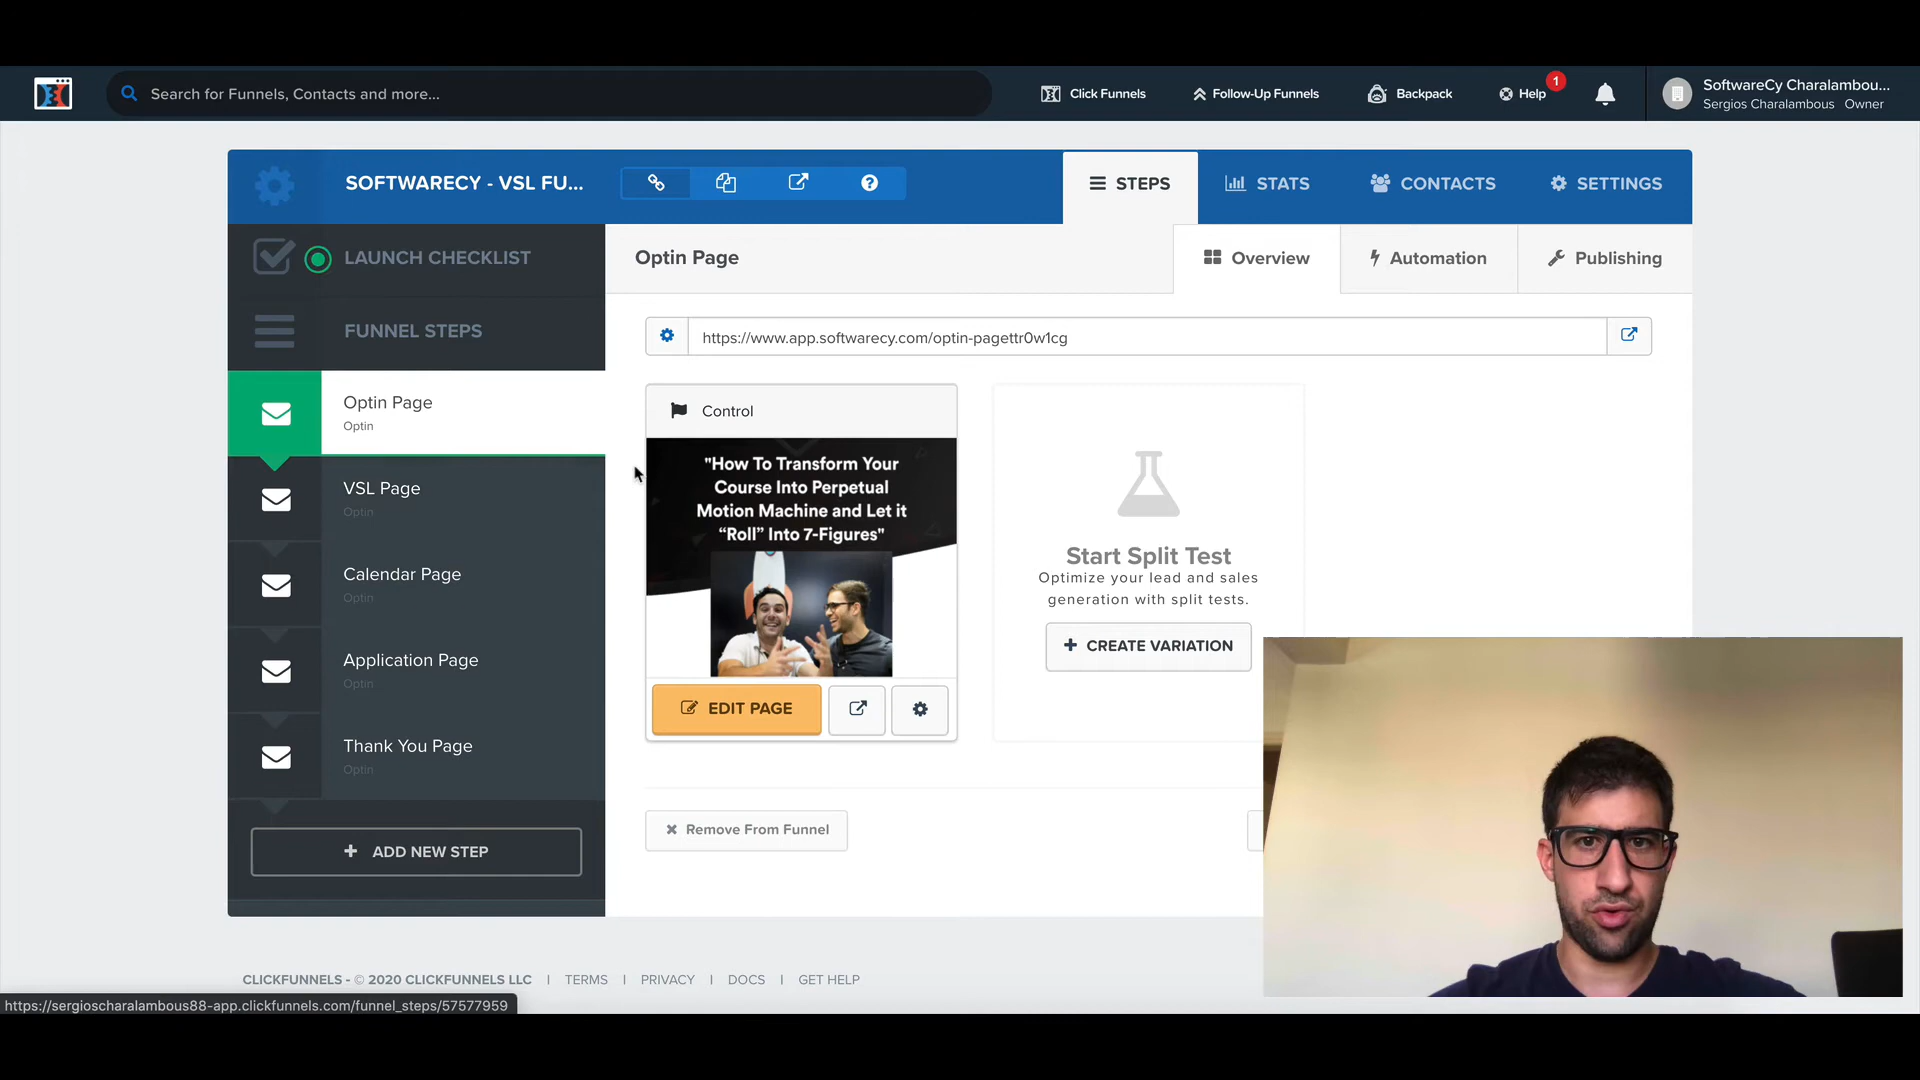 Search for Funnels, Contacts and more...
Click Funnels
Follow-Up Funnels
Backpack
Help
1
SoftwareCy Charalambou...
Sergios Charalambous Owner
SOFTWARECY - VSL FU...
STEPS
STATS
CONTACTS
SETTINGS
LAUNCH CHECKLIST
FUNNEL STEPS
Optin Page
Optin
VSL Page
Optin
Calendar Page
Optin
Application Page
Optin
Thank You Page
Optin
+ ADD NEW STEP
Optin Page
Overview
Automation
Publishing
https://www.app.softwarecy.com/optin-pagettr0w1cg
Control
"How To Transform Your
Course Into Perpetual
Motion Machine and Let it
“Roll” Into 7-Figures"
EDIT PAGE
Start Split Test
Optimize your lead and sales
generation with split tests.
+ CREATE VARIATION
Remove From Funnel
CLICKFUNNELS - © 2020 CLICKFUNNELS LLC | TERMS | PRIVACY | DOCS | GET HELP
https://sergioscharalambous88-app.clickfunnels.com/funnel_steps/57577959